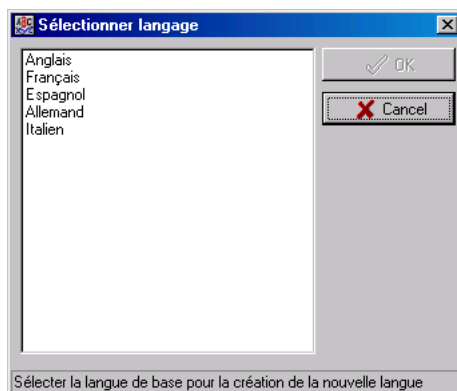 Sélectionner langage
Anglais
Français
Espagnol
Allemand
Italien
OK
Cancel
Sélecter la langue de base pour la création de la nouvelle langue